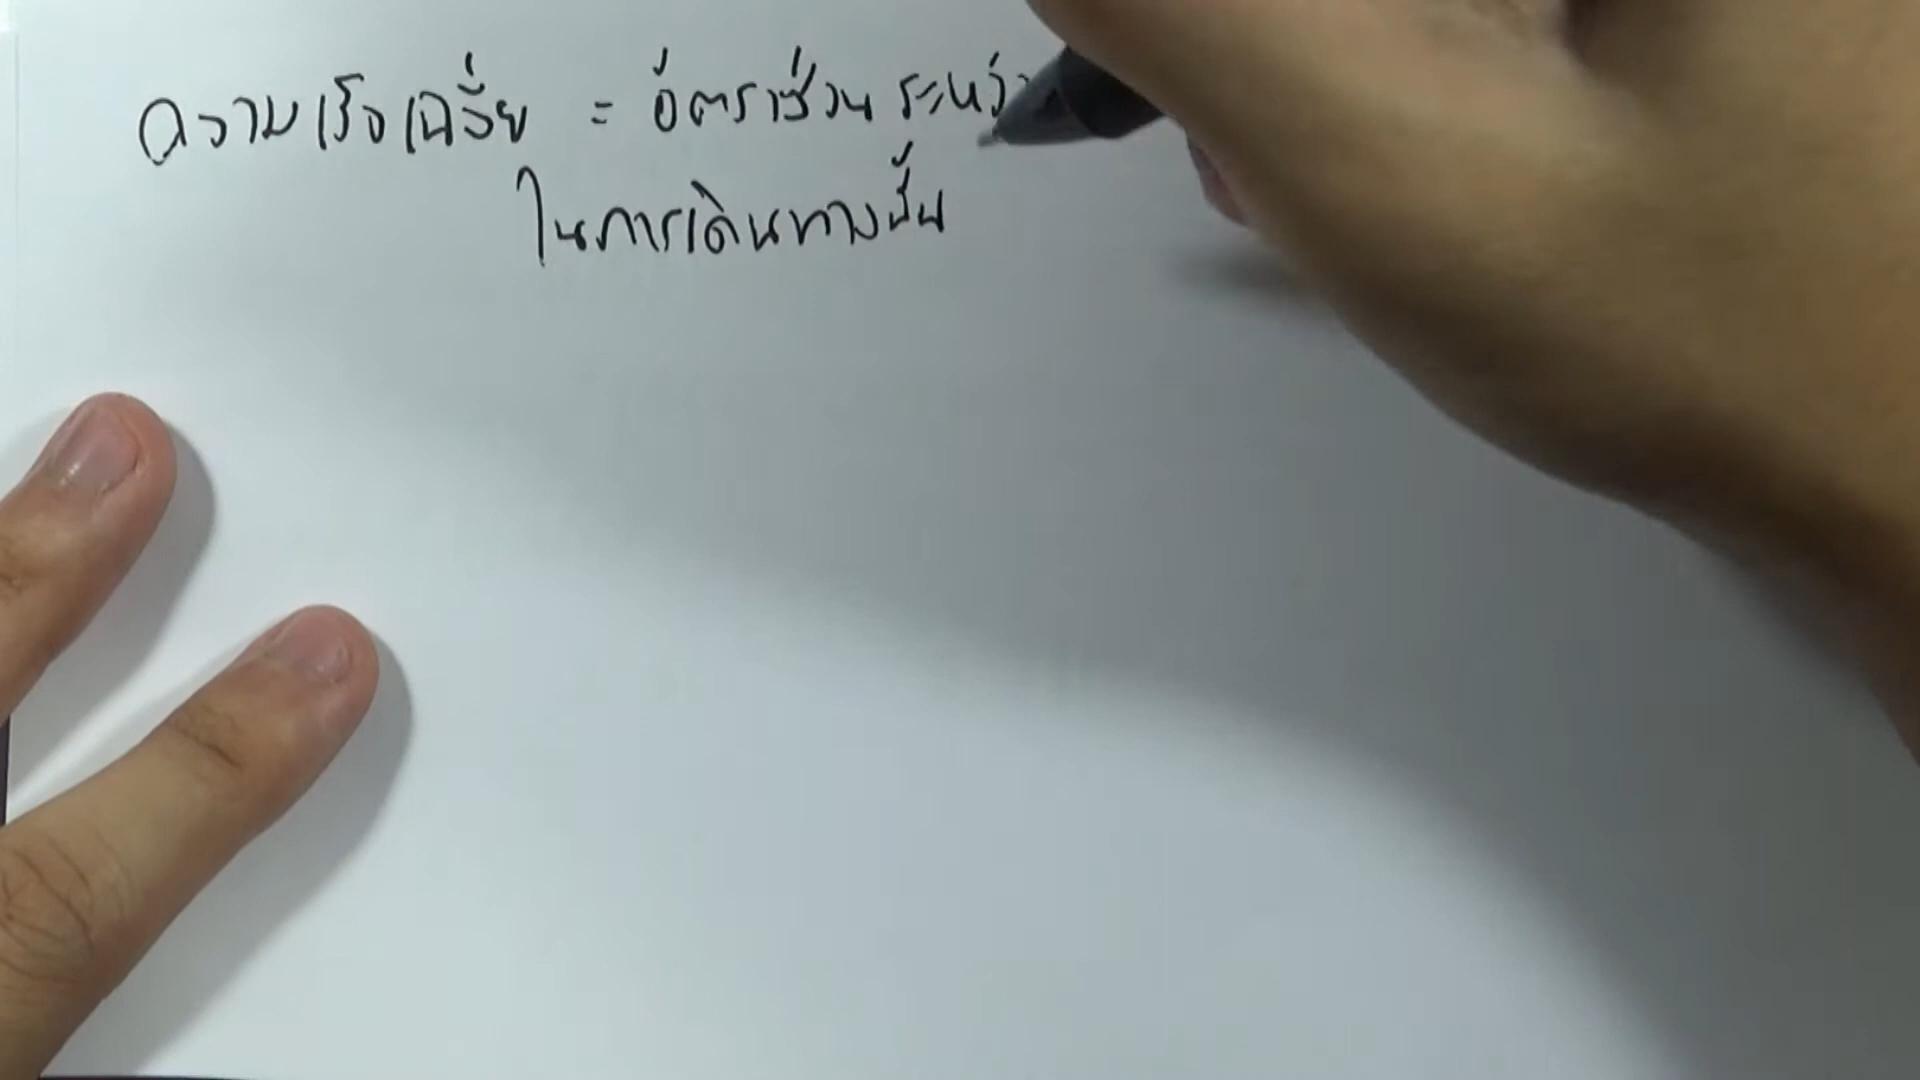 ความเร็วเฉลี่ย = อัตราส่วน ระหว่
ในการเดินทางนั้น